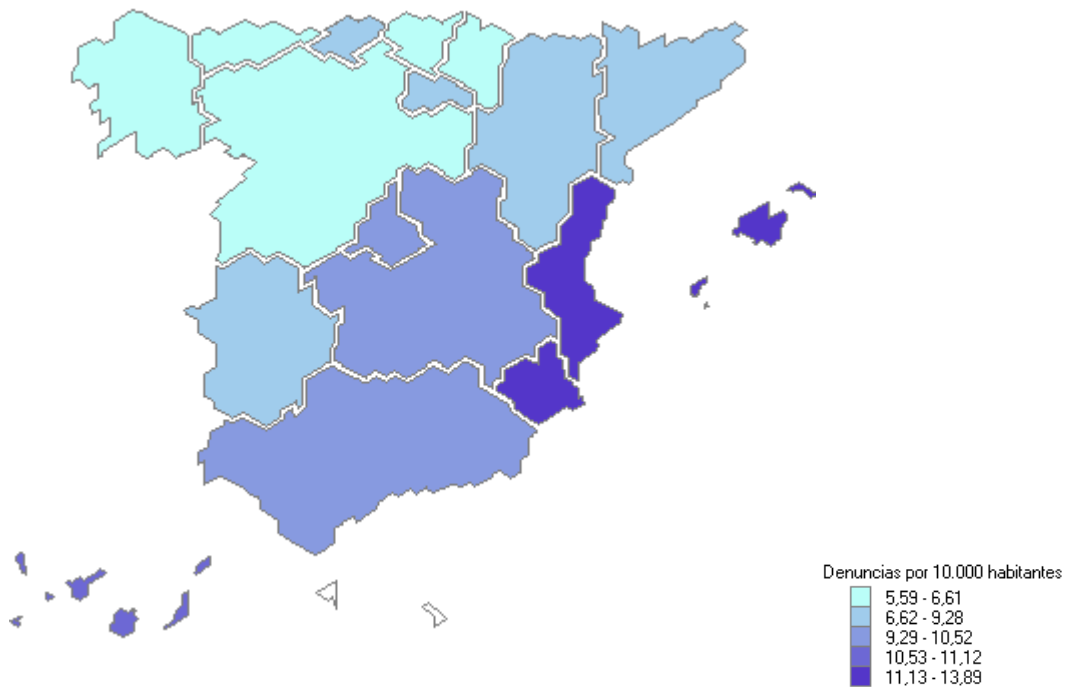 Denuncias por 10.000 habitantes
5,59 - 6,61
6,62 - 9,28
9,29 - 10,52
10,53 - 11,12
11,13 - 13,89